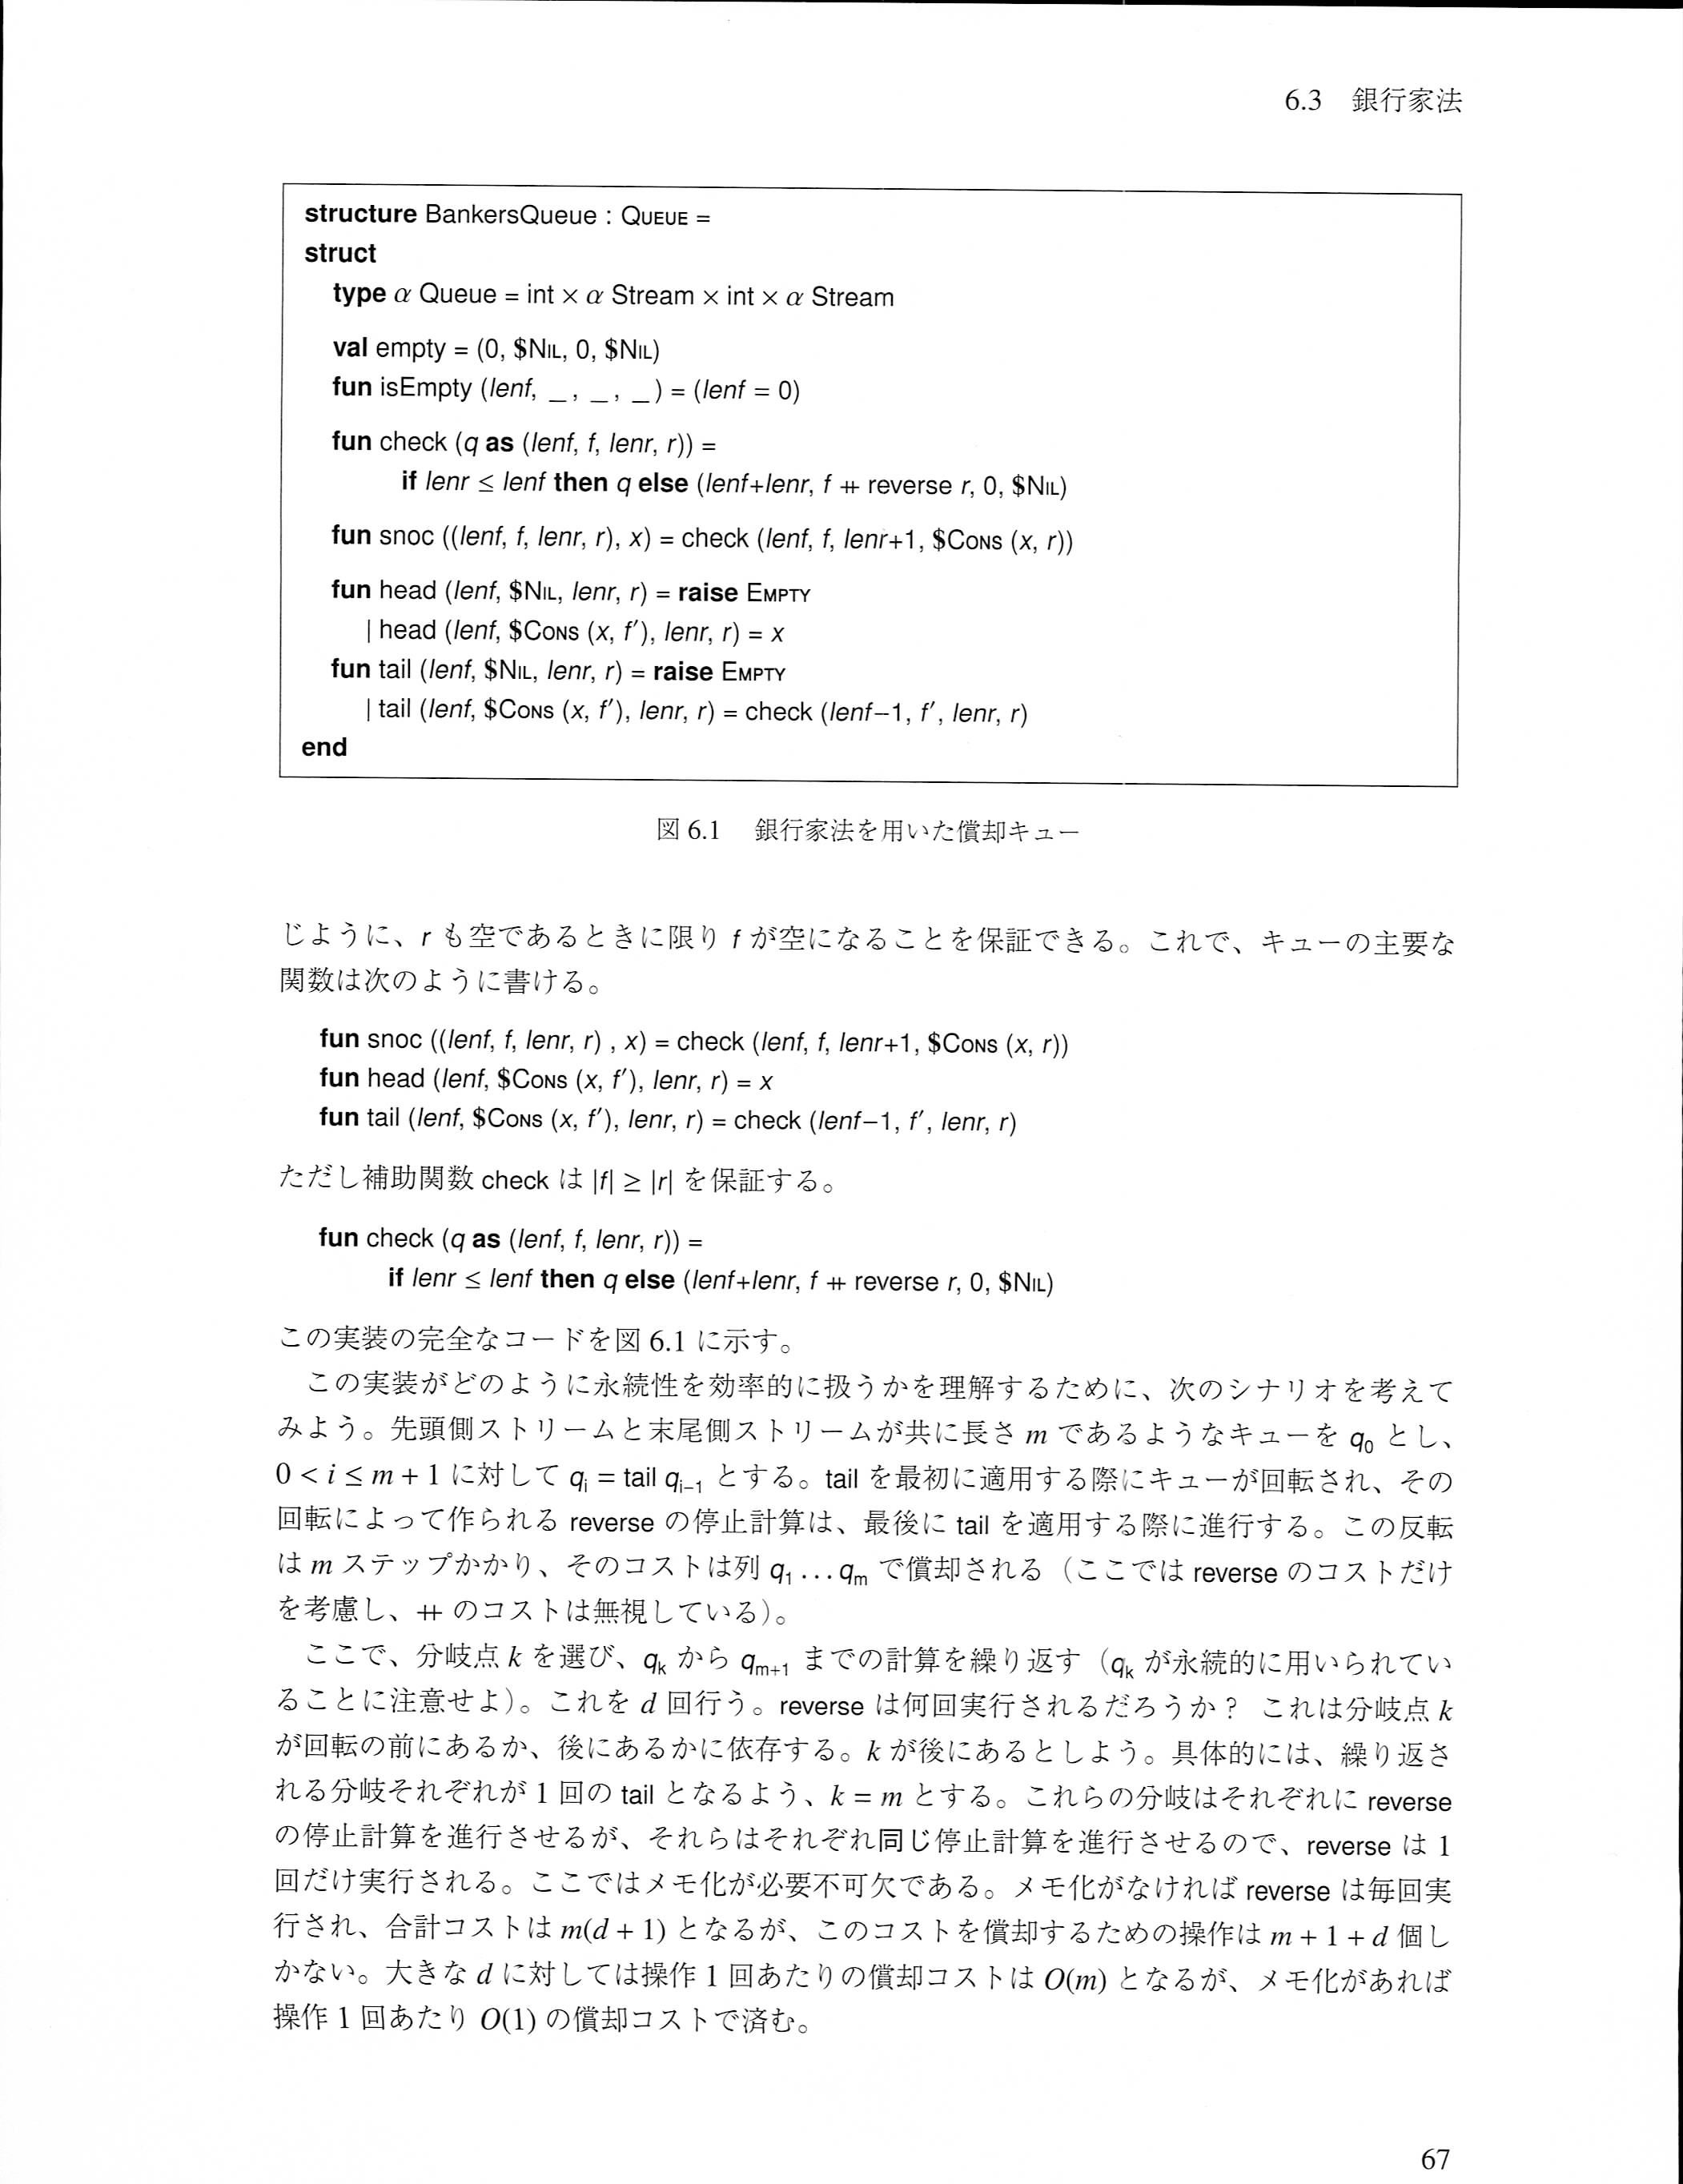 6.3 銀行家法
structure BankersQueue : QUEUE =
struct
type α Queue = int × α Stream × int × α Stream
val empty = (0, $NIL, 0, $NIL)
fun isEmpty (lenf, _ , _ , _ ) = (lenf = 0)
fun check (q as (lenf, f, lenr, r)) =
if lenr ≤ lenf then q else (lenf+lenr, f ⧺ reverse r, 0, $NIL)
fun snoc ((lenf, f, lenr, r), x) = check (lenf, f, lenr+1, $CONS (x, r))
fun head (lenf, $NIL, lenr, r) = raise EMPTY
| head (lenf, $CONS (x, f′), lenr, r) = x
fun tail (lenf, $NIL, lenr, r) = raise EMPTY
| tail (lenf, $CONS (x, f′), lenr, r) = check (lenf−1, f′, lenr, r)
end
図 6.1 銀行家法を用いた償却キュー
じように、r も空であるときに限り f が空になることを保証できる。これで、キューの主要な
関数は次のように書ける。
fun snoc ((lenf, f, lenr, r) , x) = check (lenf, f, lenr+1, $CONS (x, r))
fun head (lenf, $CONS (x, f′), lenr, r) = x
fun tail (lenf, $CONS (x, f′), lenr, r) = check (lenf−1, f′, lenr, r)
ただし補助関数 check は |f| ≥ |r| を保証する。
fun check (q as (lenf, f, lenr, r)) =
if lenr ≤ lenf then q else (lenf+lenr, f ⧺ reverse r, 0, $NIL)
この実装の完全なコードを図 6.1 に示す。
この実装がどのように永続性を効率的に扱うかを理解するために、次のシナリオを考えて
みよう。先頭側ストリームと末尾側ストリームが共に長さ m であるようなキューを q₀ とし、
0 < i ≤ m + 1 に対して qᵢ = tail qᵢ₋₁ とする。tail を最初に適用する際にキューが回転され、その
回転によって作られる reverse の停止計算は、最後に tail を適用する際に進行する。この反転
は m ステップかかり、そのコストは列 q₁ … qₘ で償却される（ここでは reverse のコストだけ
を考慮し、⧺ のコストは無視している）。
ここで、分岐点 k を選び、qₖ から qₘ₊₁ までの計算を繰り返す（qₖ が永続的に用いられてい
ることに注意せよ）。これを d 回行う。reverse は何回実行されるだろうか？ これは分岐点 k
が回転の前にあるか、後にあるかに依存する。k が後にあるとしよう。具体的には、繰り返さ
れる分岐それぞれが 1 回の tail となるよう、k = m とする。これらの分岐はそれぞれに reverse
の停止計算を進行させるが、それらはそれぞれ同じ停止計算を進行させるので、reverse は 1
回だけ実行される。ここではメモ化が必要不可欠である。メモ化がなければ reverse は毎回実
行され、合計コストは m(d + 1) となるが、このコストを償却するための操作は m + 1 + d 個し
かない。大きな d に対しては操作 1 回あたりの償却コストは O(m) となるが、メモ化があれば
操作 1 回あたり O(1) の償却コストで済む。
67